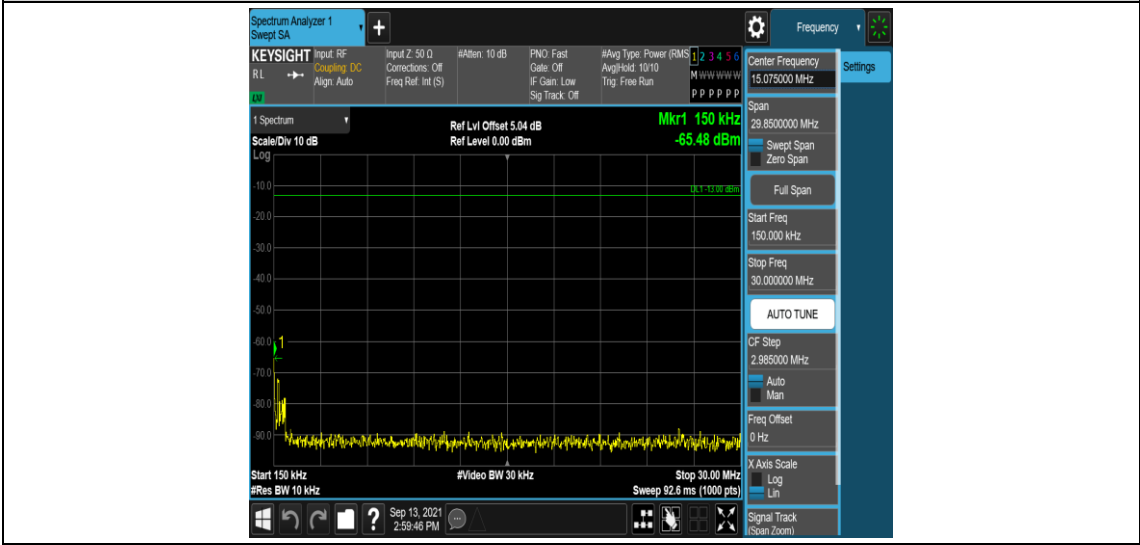 Spectrum Analyzer 1
Swept SA
+
Frequency
KEYSIGHT
RL
LM
Input: RF
Coupling: DC
Align: Auto
Input Z: 50 Ω
Corrections: Off
Freq Ref: Int (S)
#Atten: 10 dB
PNO: Fast
Gate: Off
IF Gain: Low
Sig Track: Off
#Avg Type: Power (RMS
Avg|Hold: 10/10
Trig: Free Run
1 2 3 4 5 6
M W W W W W
P P P P P P
1 Spectrum
Scale/Div 10 dB
Log
Ref Lvl Offset 5.04 dB
Ref Level 0.00 dBm
Mkr1 150 kHz
-65.48 dBm
DL1 -13.00 dBm
-10.0
-20.0
-30.0
-40.0
-50.0
-60.0
-70.0
-80.0
-90.0
1
Start 150 kHz
#Res BW 10 kHz
#Video BW 30 kHz
Stop 30.00 MHz
Sweep 92.6 ms (1000 pts)
Center Frequency
15.075000 MHz
Settings
Span
29.8500000 MHz
Swept Span
Zero Span
Full Span
Start Freq
150.000 kHz
Stop Freq
30.000000 MHz
AUTO TUNE
CF Step
2.985000 MHz
Auto
Man
Freq Offset
0 Hz
X Axis Scale
Log
Lin
Signal Track
(Span Zoom)
?
Sep 13, 2021
2:59:46 PM